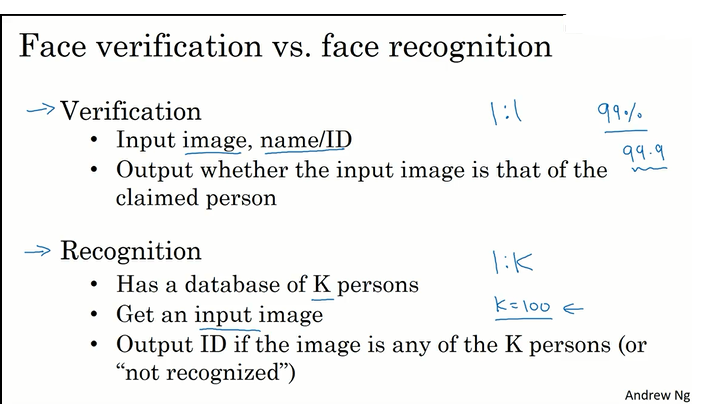 Face verification vs. face recognition
→ Verification
1:1
99%
• Input image, name/ID
99.9
• Output whether the input image is that of the
claimed person
→ Recognition
1:K
• Has a database of K persons
• Get an input image
K=100 ←
• Output ID if the image is any of the K persons (or
“not recognized”)
Andrew Ng